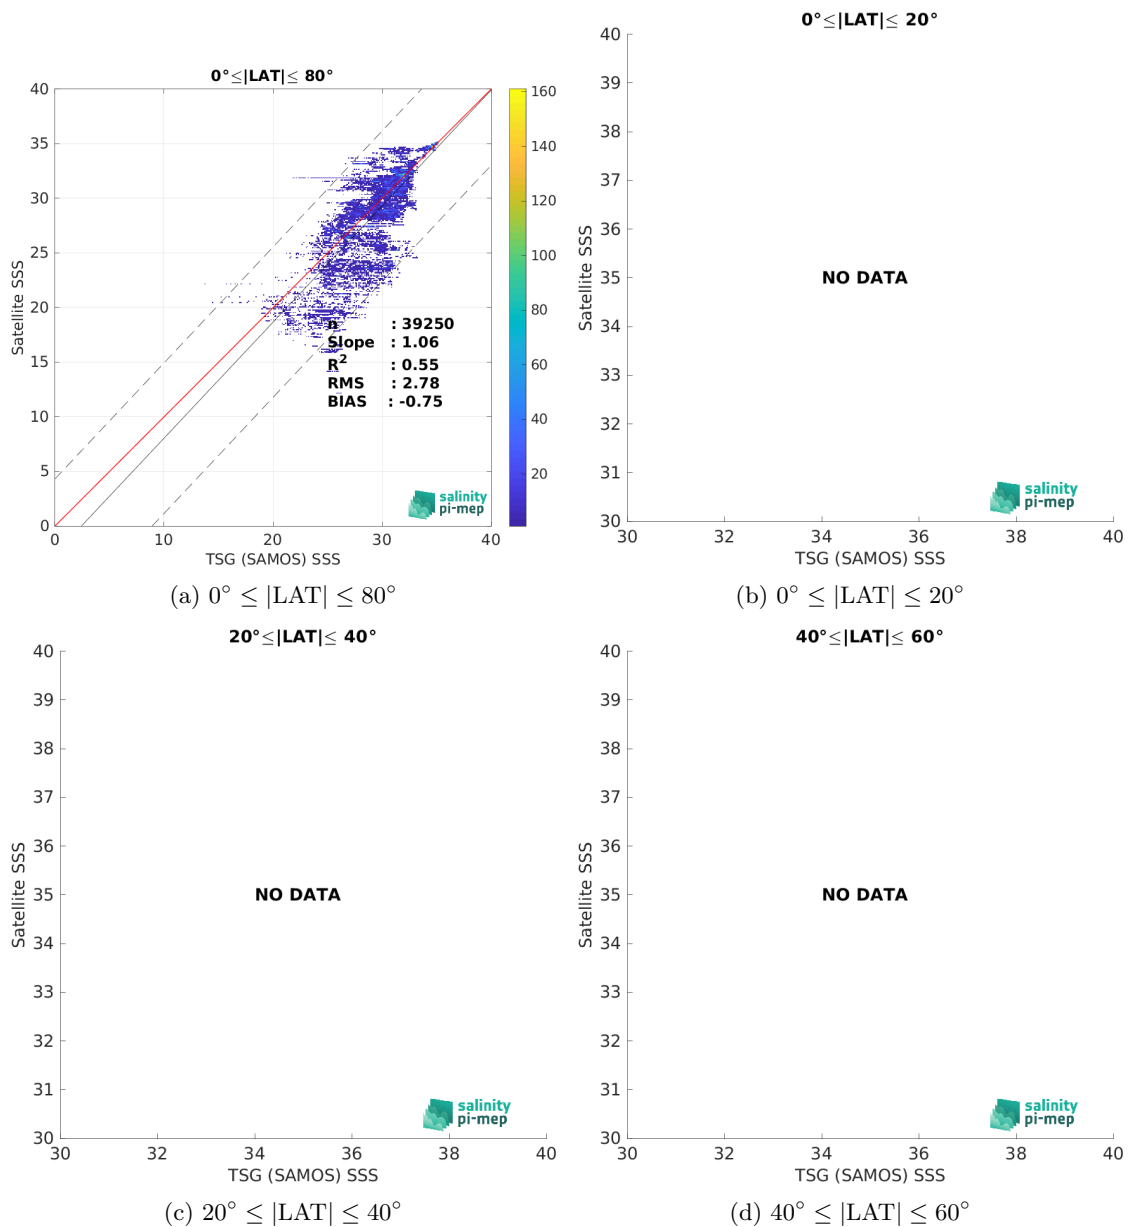 0°≤|LAT|≤ 80°
40
35
30
25
20
15
10
5
0
Satellite SSS
0
10
20
30
40
TSG (SAMOS) SSS
n : 39250
Slope : 1.06
R² : 0.55
RMS : 2.78
BIAS : -0.75
160
140
120
100
80
60
40
20
salinity
pi-mep
(a) 0° ≤ |LAT| ≤ 80°
0°≤|LAT|≤ 20°
40
39
38
37
36
35
34
33
32
31
30
Satellite SSS
NO DATA
salinity
pi-mep
30
32
34
36
38
40
TSG (SAMOS) SSS
(b) 0° ≤ |LAT| ≤ 20°
20°≤|LAT|≤ 40°
40
39
38
37
36
35
34
33
32
31
30
Satellite SSS
NO DATA
salinity
pi-mep
30
32
34
36
38
40
TSG (SAMOS) SSS
(c) 20° ≤ |LAT| ≤ 40°
40°≤|LAT|≤ 60°
40
39
38
37
36
35
34
33
32
31
30
Satellite SSS
NO DATA
salinity
pi-mep
30
32
34
36
38
40
TSG (SAMOS) SSS
(d) 40° ≤ |LAT| ≤ 60°